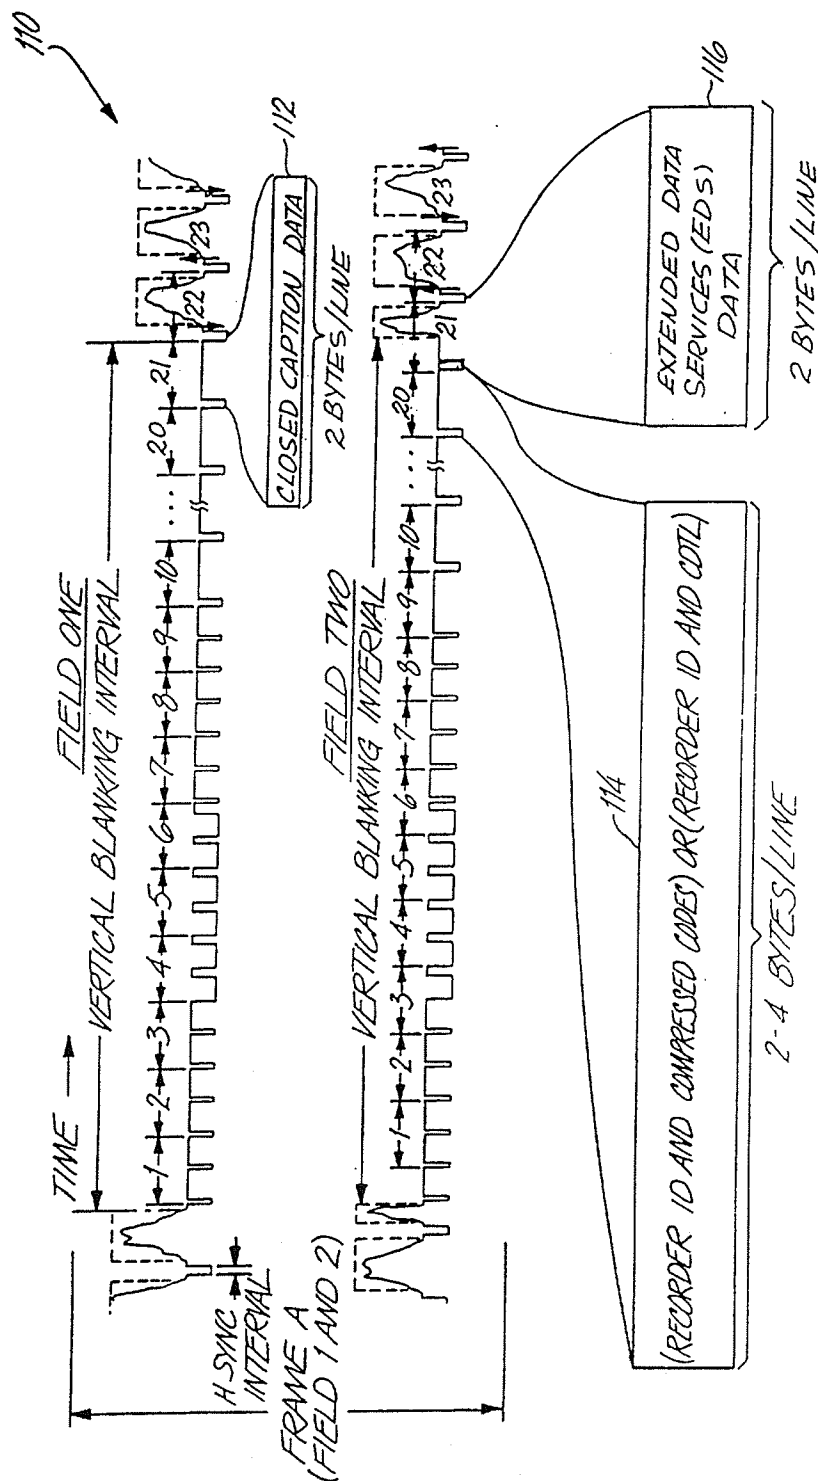 110
TIME
FIELD ONE
VERTICAL BLANKING INTERVAL
1 2 3 4 5 6 7 8 9 10 ... 20 21 22 23
H SYNC
INTERVAL
CLOSED CAPTION DATA
112
2 BYTES/LINE
FRAME A
(FIELD 1 AND 2)
FIELD TWO
VERTICAL BLANKING INTERVAL
1 2 3 4 5 6 7 8 9 10 ... 20 21 22 23
114
(RECORDER ID AND COMPRESSED CODES) OR (RECORDER ID AND CDTL)
2-4 BYTES/LINE
116
EXTENDED DATA
SERVICES (EDS)
DATA
2 BYTES/LINE